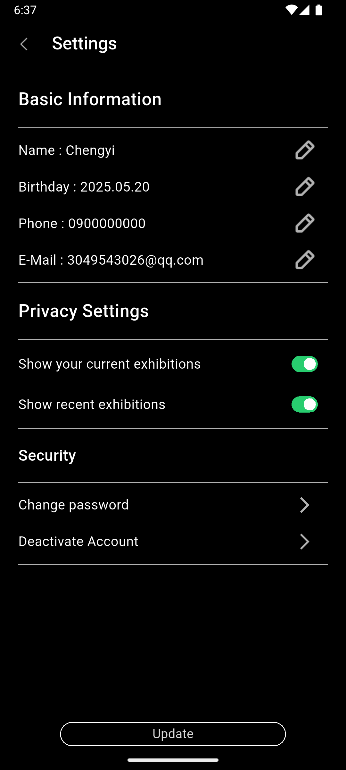 6:37
Settings
Basic Information
Name : Chengyi
Birthday : 2025.05.20
Phone : 0900000000
E-Mail : 3049543026@qq.com
Privacy Settings
Show your current exhibitions
Show recent exhibitions
Security
Change password
Deactivate Account
Update